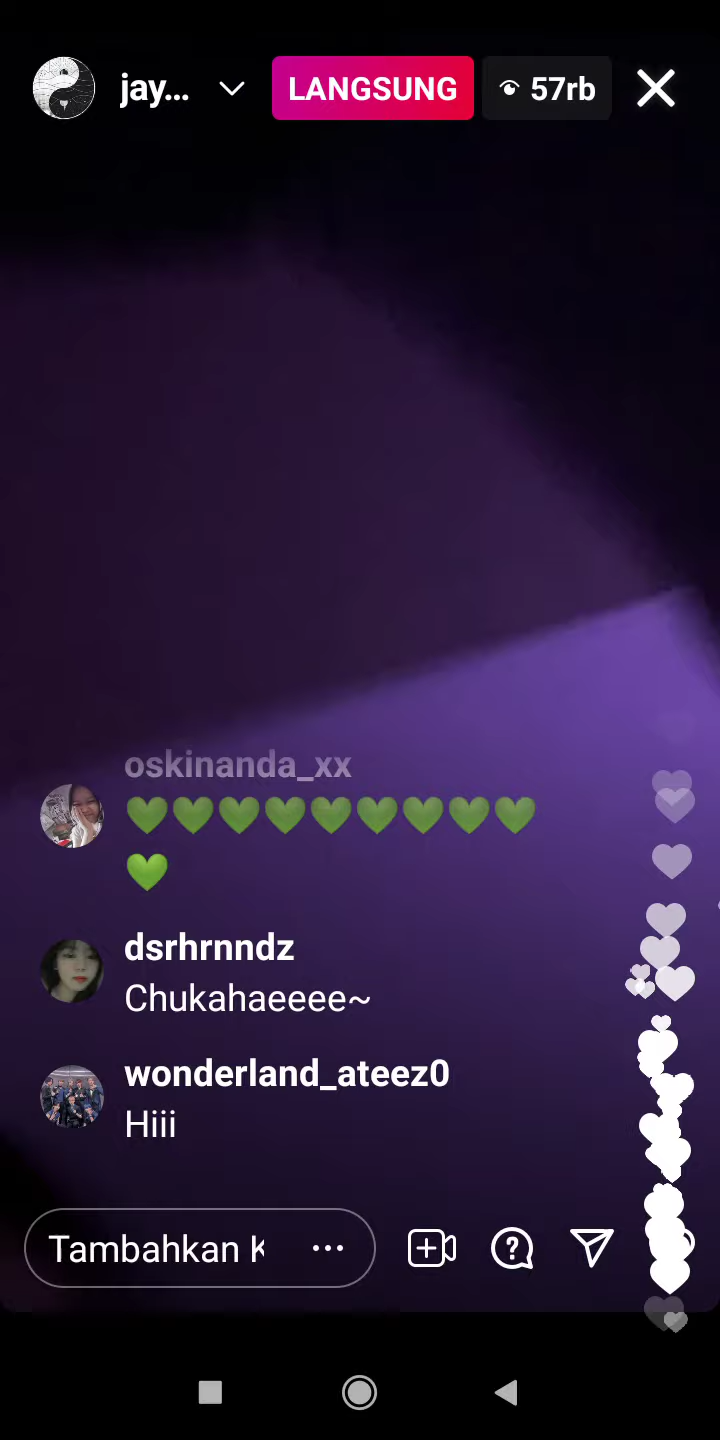 jay...
LANGSUNG
57rb
oskinanda_xx
💚💚💚💚💚💚💚💚💚
💚
dsrhrnndz
Chukahaeeee~
wonderland_ateez0
Hiii
Tambahkan K